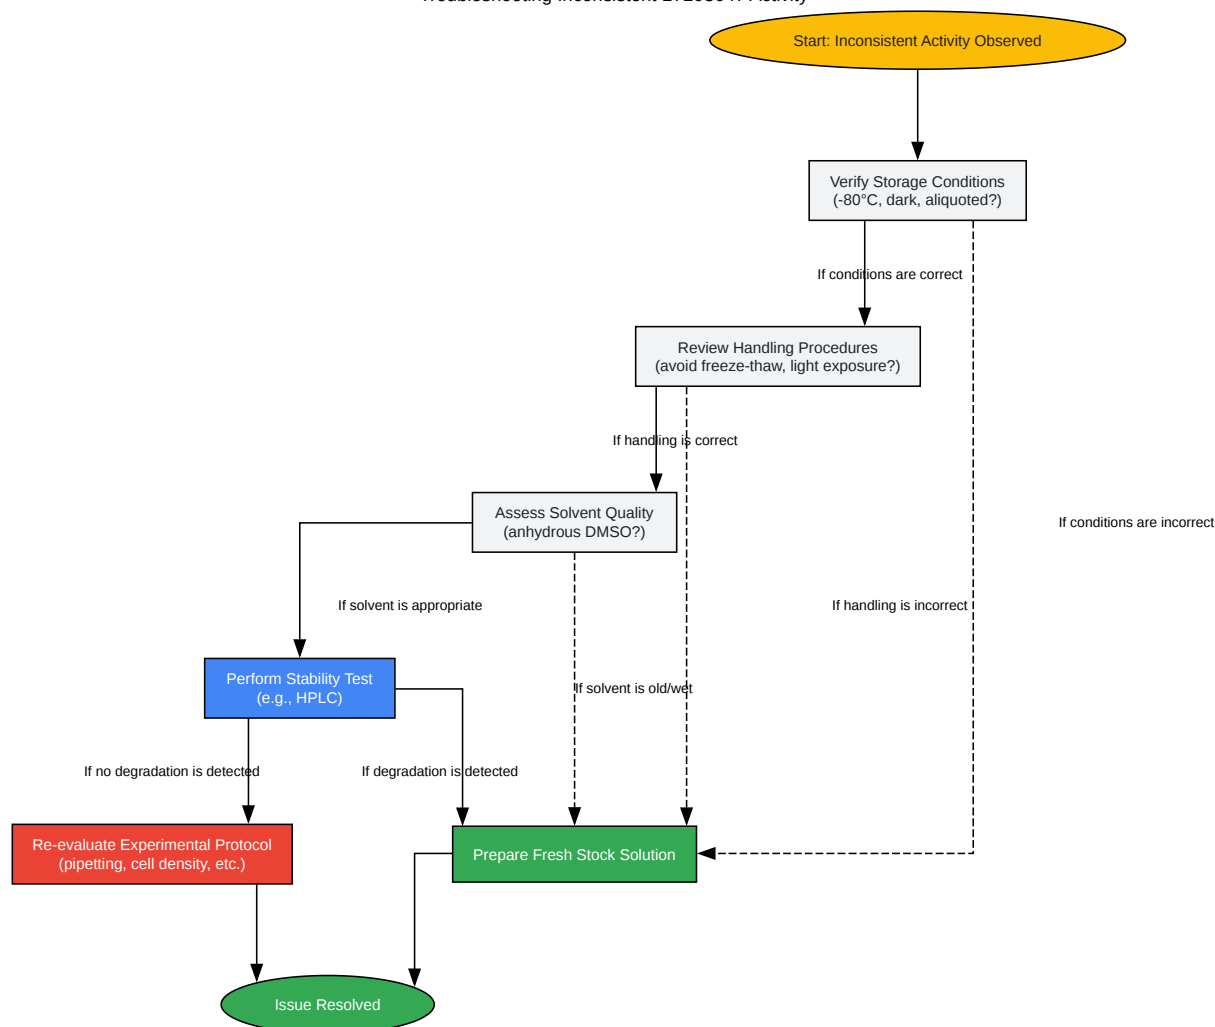 Start: Inconsistent Activity Observed
Verify Storage Conditions
(-80°C, dark, aliquoted?)
If conditions are correct
Review Handling Procedures
(avoid freeze-thaw, light exposure?)
If handling is correct
Assess Solvent Quality
(anhydrous DMSO?)
If conditions are incorrect
If solvent is appropriate
If handling is incorrect
Perform Stability Test
(e.g., HPLC)
If solvent is old/wet
If no degradation is detected
If degradation is detected
Re-evaluate Experimental Protocol
(pipetting, cell density, etc.)
Prepare Fresh Stock Solution
Issue Resolved